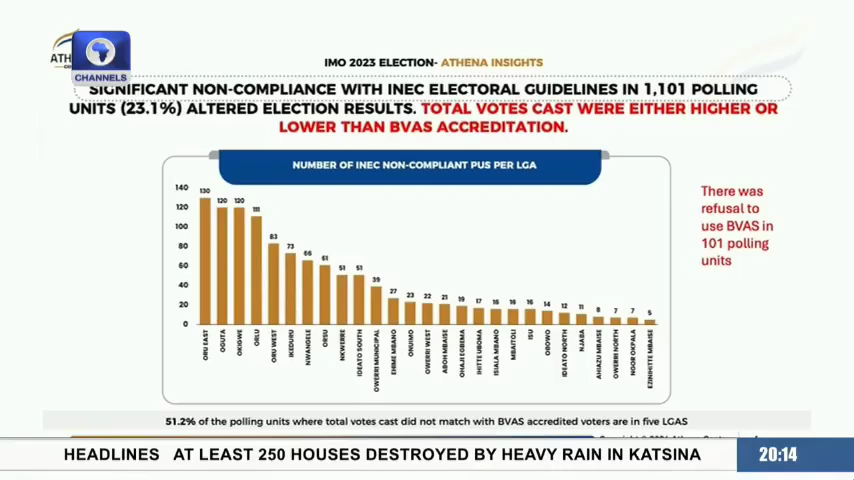 ATH
CHANNELS
IMO 2023 ELECTION- ATHENA INSIGHTS
SIGNIFICANT NON-COMPLIANCE WITH INEC ELECTORAL GUIDELINES IN 1,101 POLLING
UNITS (23.1%) ALTERED ELECTION RESULTS. TOTAL VOTES CAST WERE EITHER HIGHER OR
LOWER THAN BVAS ACCREDITATION.
NUMBER OF INEC NON-COMPLIANT PUS PER LGA
140
120
100
80
60
40
20
0
130
120
120
111
83
73
66
61
51
51
39
27
23
22
21
19
17
16
16
16
14
12
11
8
7
7
5
ORU EAST
OGUTA
OKIGWE
ORLU
ORU WEST
IKEDURU
NWANGELE
ORSU
NKWERRE
IDEATO SOUTH
OWERRI MUNICIPAL
EHIME MBANO
ONUIMO
OWERRI WEST
ABOH MBAISE
OHAJI EGBEMA
IHITTE UBOMA
ISIALA MBANO
MBAITOLI
ISU
OBOWO
IDEATO NORTH
NJABA
AHIAZU MBAISE
OWERRI NORTH
NGOR OKPALA
EZINIHITTE MBAISE
There was
refusal to
use BVAS in
101 polling
units
51.2% of the polling units where total votes cast did not match with BVAS accredited voters are in five LGAS
HEADLINES AT LEAST 250 HOUSES DESTROYED BY HEAVY RAIN IN KATSINA
20:14